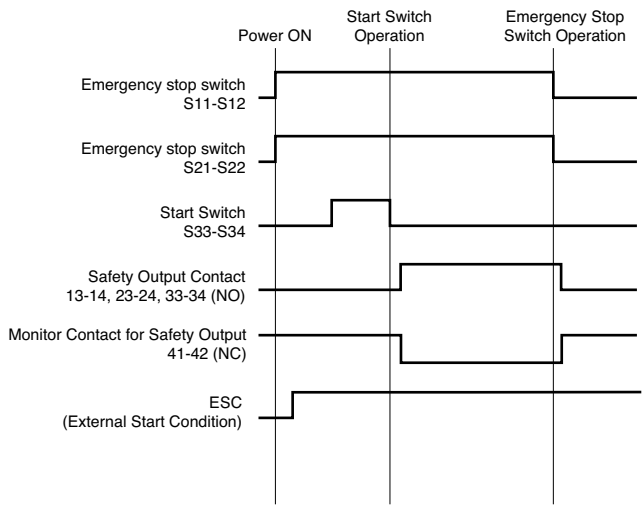 Power ON
Start Switch
Operation
Emergency Stop
Switch Operation
Emergency stop switch
S11-S12
Emergency stop switch
S21-S22
Start Switch
S33-S34
Safety Output Contact
13-14, 23-24, 33-34 (NO)
Monitor Contact for Safety Output
41-42 (NC)
ESC
(External Start Condition)